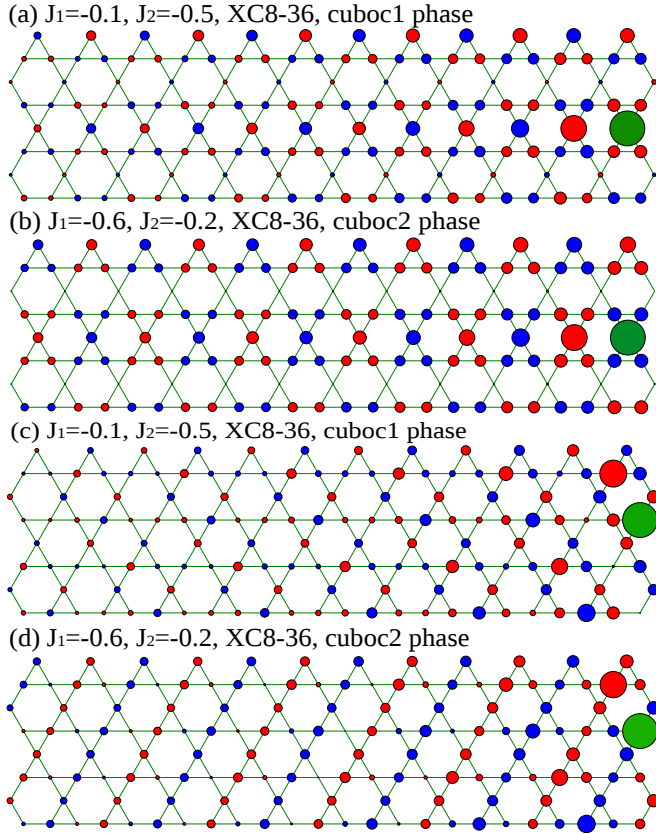 (a) J₁=-0.1, J₂=-0.5, XC8-36, cuboc1 phase
(b) J₁=-0.6, J₂=-0.2, XC8-36, cuboc2 phase
(c) J₁=-0.1, J₂=-0.5, XC8-36, cuboc1 phase
(d) J₁=-0.6, J₂=-0.2, XC8-36, cuboc2 phase